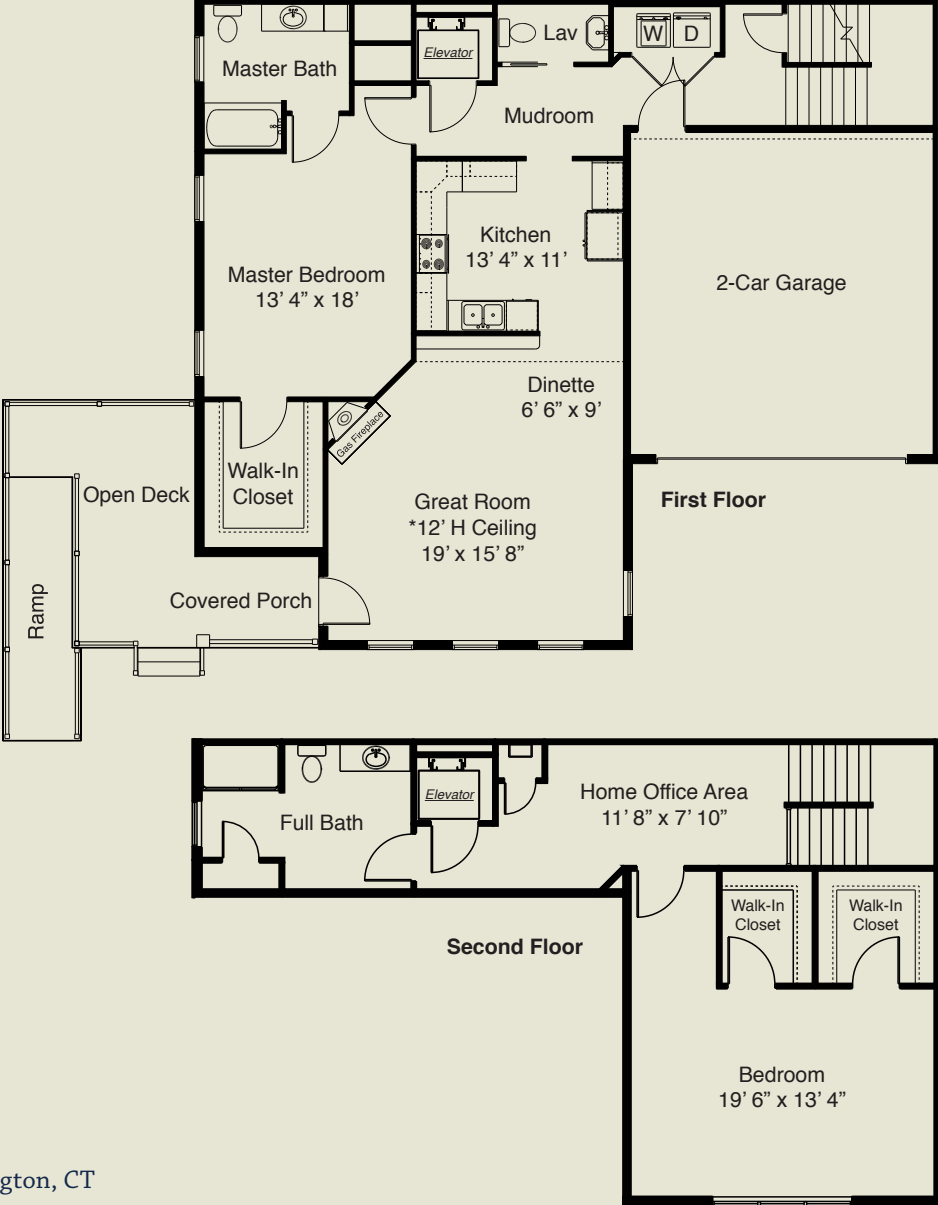 Master Bath
Elevator
Lav
W
D
Mudroom
Kitchen
13’ 4” x 11’
Master Bedroom
13’ 4” x 18’
2-Car Garage
Dinette
6’ 6” x 9’
Gas Fireplace
Walk-In
Closet
Open Deck
Great Room
*12’ H Ceiling
19’ x 15’ 8”
First Floor
Ramp
Covered Porch
Elevator
Full Bath
Home Office Area
11’ 8” x 7’ 10”
Walk-In
Closet
Walk-In
Closet
Second Floor
Bedroom
19’ 6” x 13’ 4”
gton, CT